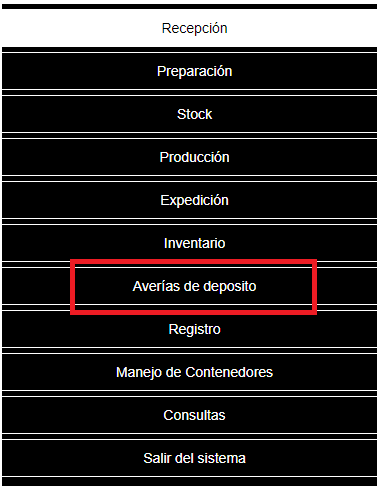 Recepción
Preparación
Stock
Producción
Expedición
Inventario
Averías de deposito
Registro
Manejo de Contenedores
Consultas
Salir del sistema